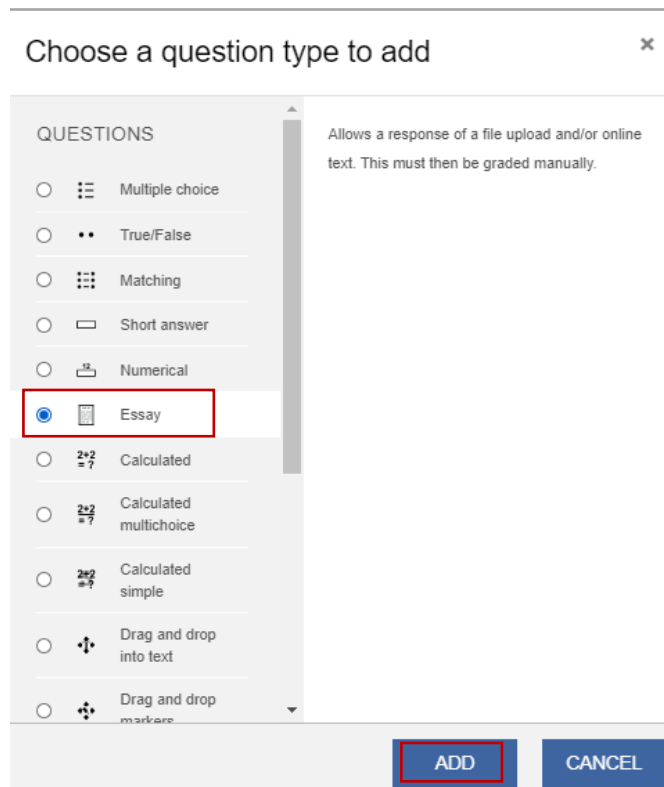 Choose a question type to add
×
QUESTIONS
Allows a response of a file upload and/or online
text. This must then be graded manually.
Multiple choice
True/False
Matching
Short answer
12
Numerical
Essay
2+2
= ?
Calculated
2+2
= ?
Calculated
multichoice
2+2
= ?
Calculated
simple
Drag and drop
into text
Drag and drop
markers
ADD
CANCEL